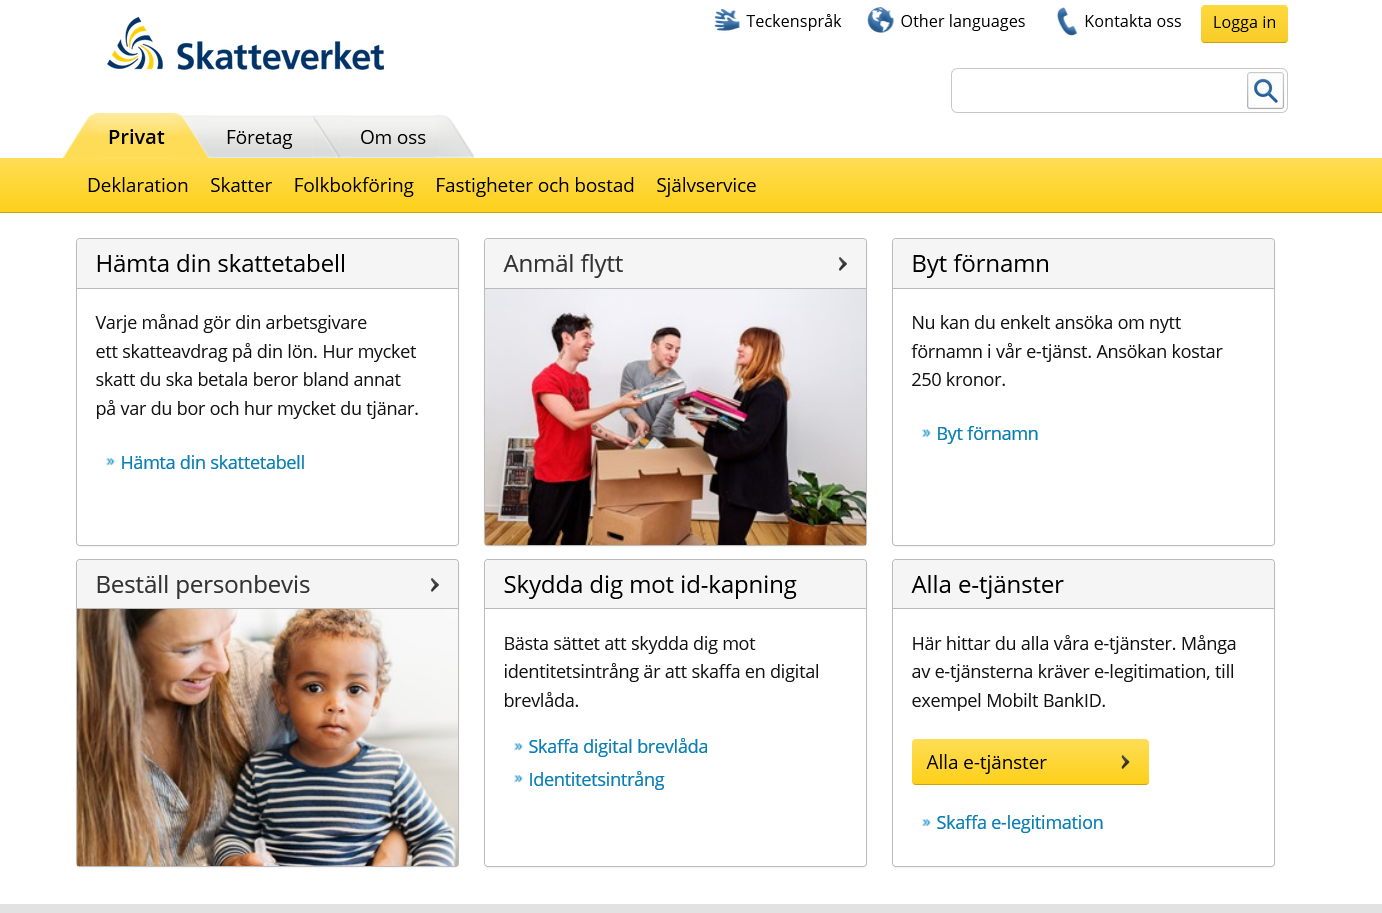 Skatteverket
Teckenspråk
Other languages
Kontakta oss
Logga in
Privat
Företag
Om oss
Deklaration
Skatter
Folkbokföring
Fastigheter och bostad
Självservice
Hämta din skattetabell
Varje månad gör din arbetsgivare
ett skatteavdrag på din lön. Hur mycket
skatt du ska betala beror bland annat
på var du bor och hur mycket du tjänar.
» Hämta din skattetabell
Anmäl flytt
Byt förnamn
Nu kan du enkelt ansöka om nytt
förnamn i vår e-tjänst. Ansökan kostar
250 kronor.
» Byt förnamn
Beställ personbevis
Skydda dig mot id-kapning
Bästa sättet att skydda dig mot
identitetsintrång är att skaffa en digital
brevlåda.
» Skaffa digital brevlåda
» Identitetsintrång
Alla e-tjänster
Här hittar du alla våra e-tjänster. Många
av e-tjänsterna kräver e-legitimation, till
exempel Mobilt BankID.
Alla e-tjänster
» Skaffa e-legitimation